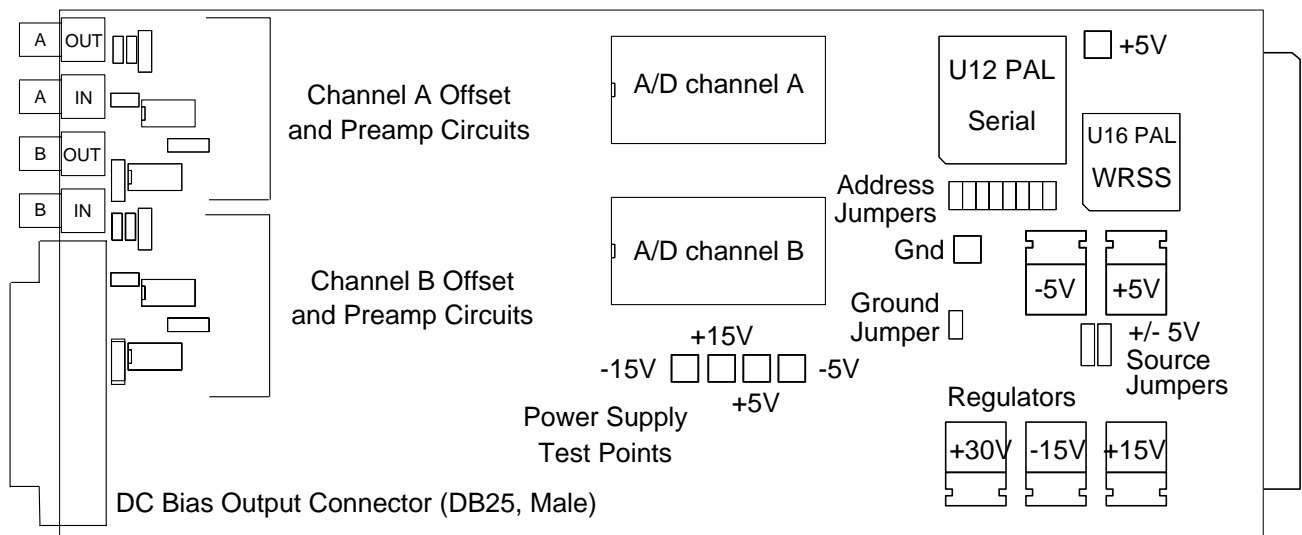 A OUT
A IN
B OUT
B IN
Channel A Offset
and Preamp Circuits
Channel B Offset
and Preamp Circuits
A/D channel A
A/D channel B
U12 PAL
Serial
+5V
U16 PAL
WRSS
Address
Jumpers
Gnd
-5V
+5V
Ground
Jumper
+/- 5V
Source
Jumpers
+15V
-15V
-5V
+5V
Power Supply
Test Points
Regulators
+30V
-15V
+15V
DC Bias Output Connector (DB25, Male)